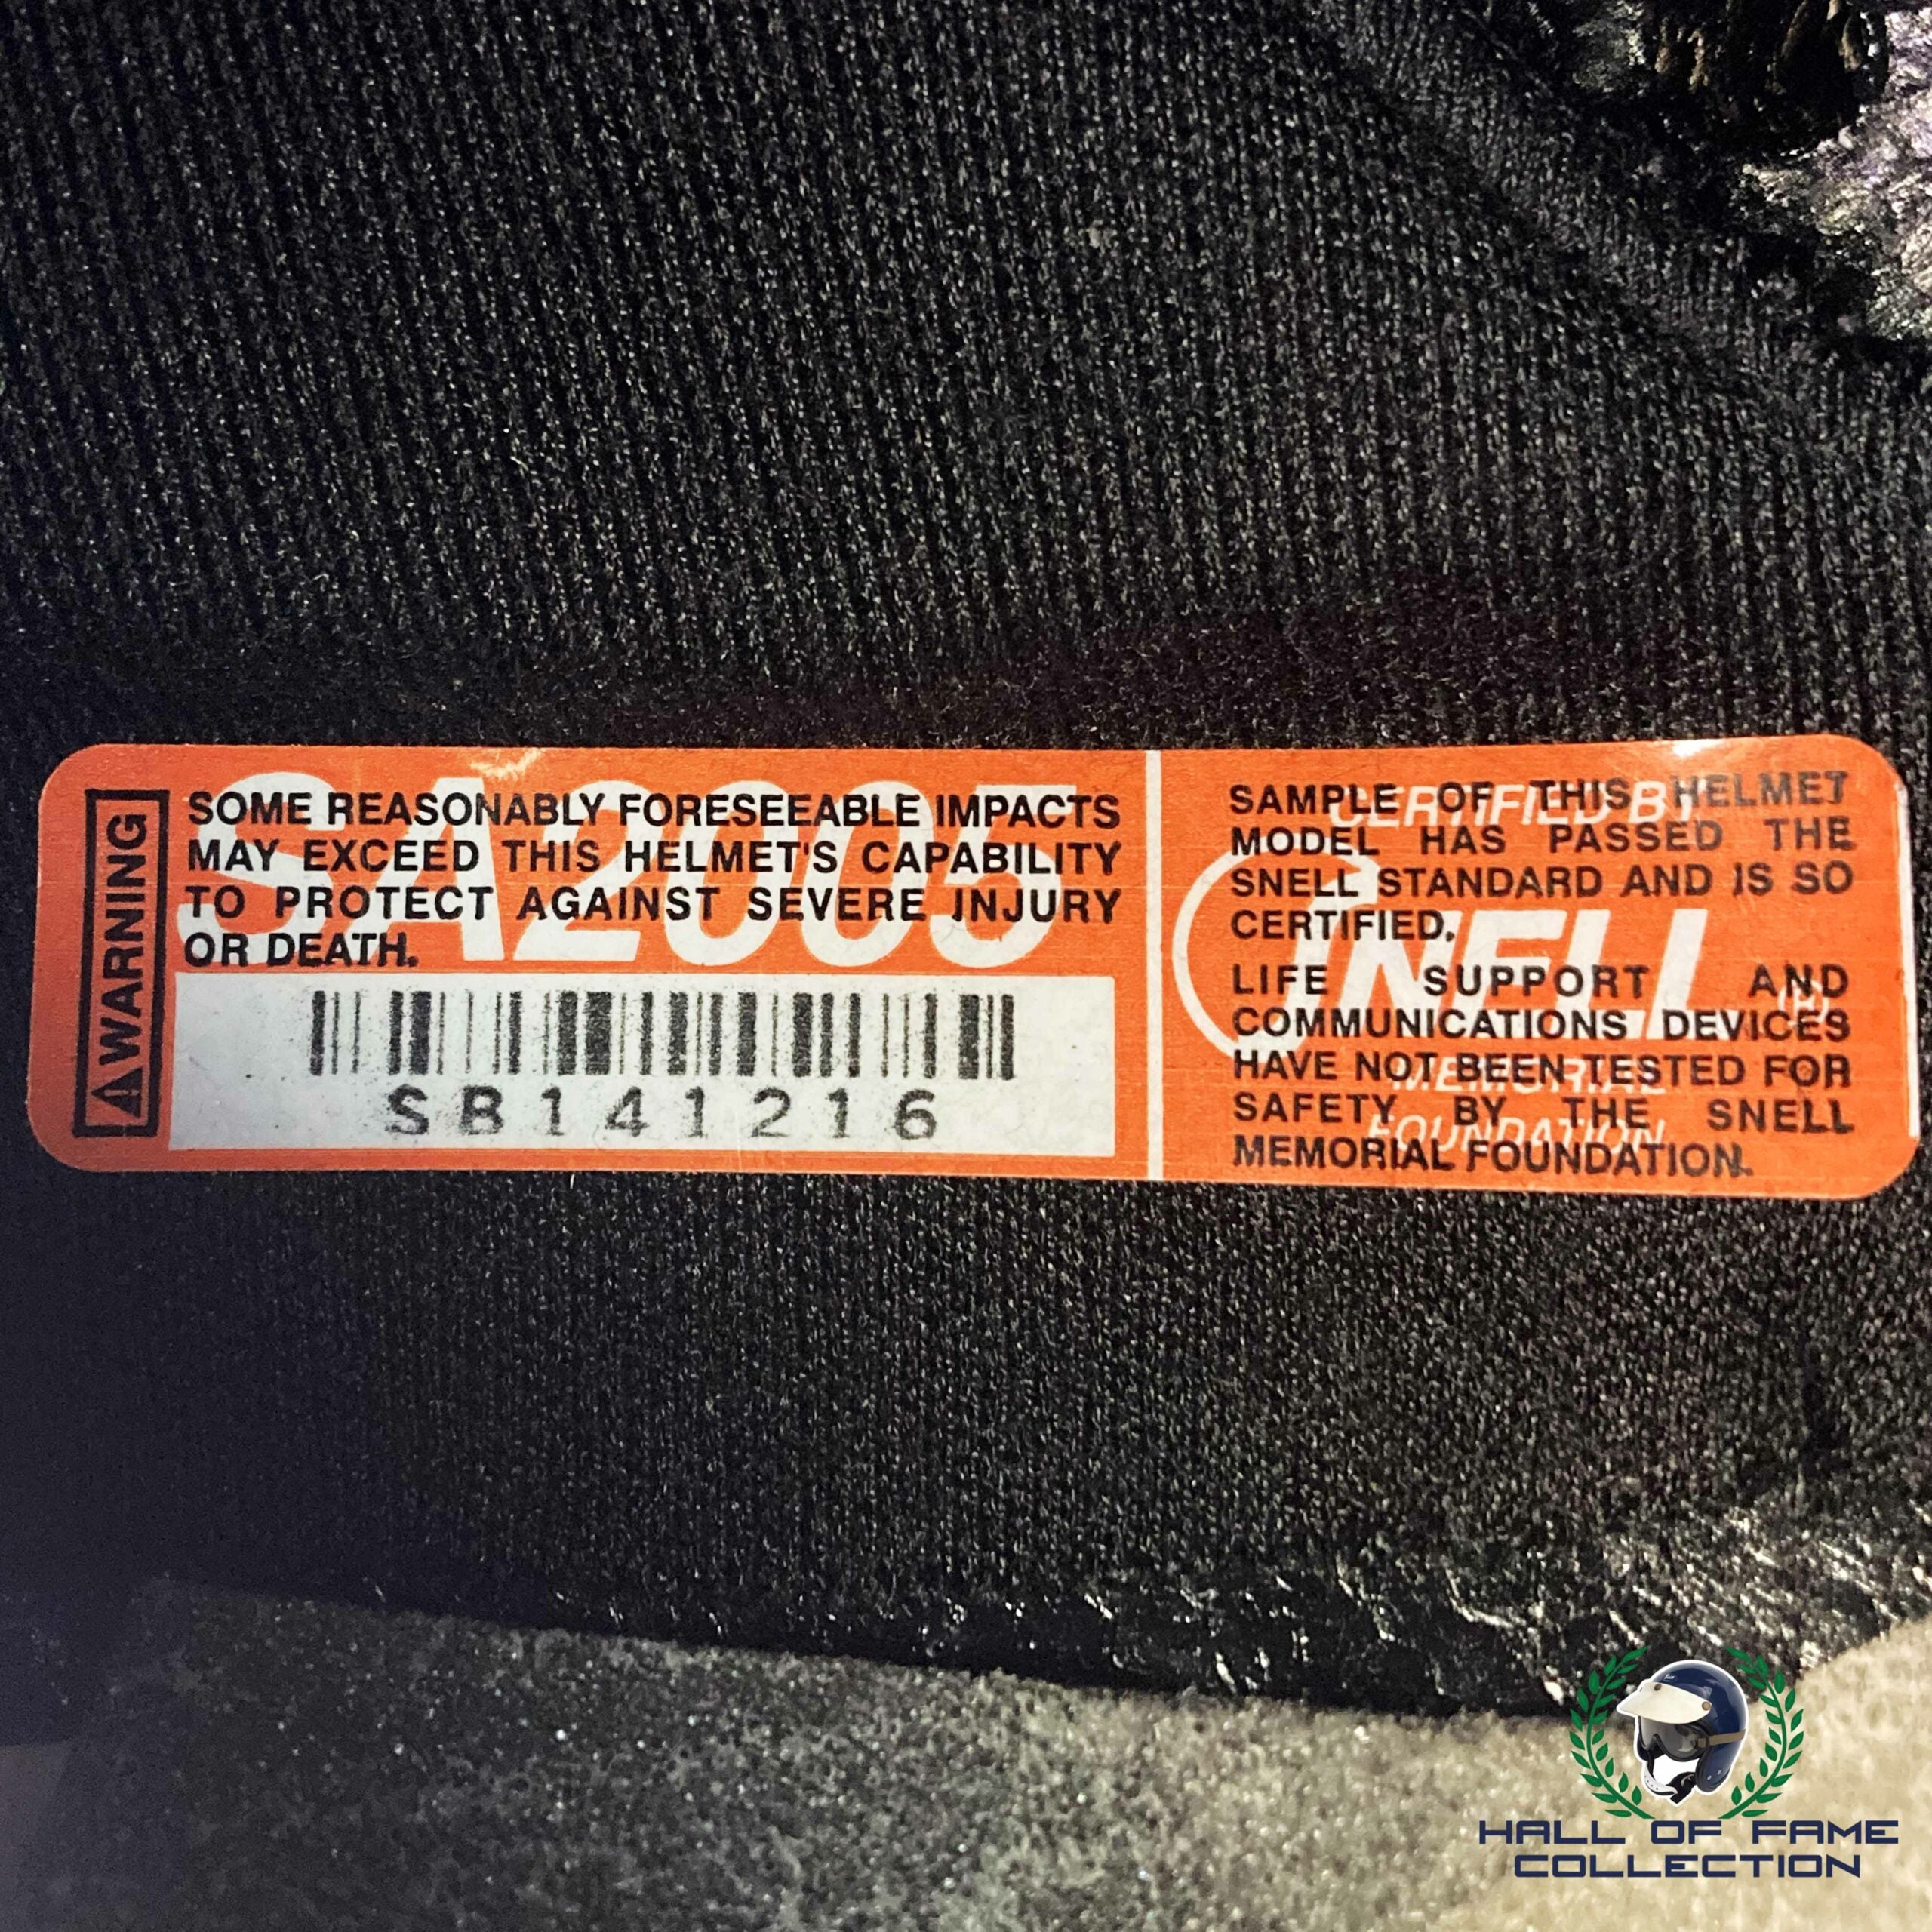 WARNING
SA2005
SOME REASONABLY FORESEEABLE IMPACTS
MAY EXCEED THIS HELMET'S CAPABILITY
TO PROTECT AGAINST SEVERE INJURY
OR DEATH.
SB141216
CERTIFIED BY
SNELL
MEMORIAL
FOUNDATION
SAMPLE OF THIS HELMET
MODEL HAS PASSED THE
SNELL STANDARD AND IS SO
CERTIFIED.
LIFE SUPPORT AND
COMMUNICATIONS DEVICES
HAVE NOT BEEN TESTED FOR
SAFETY BY THE SNELL
MEMORIAL FOUNDATION.
HALL OF FAME
COLLECTION